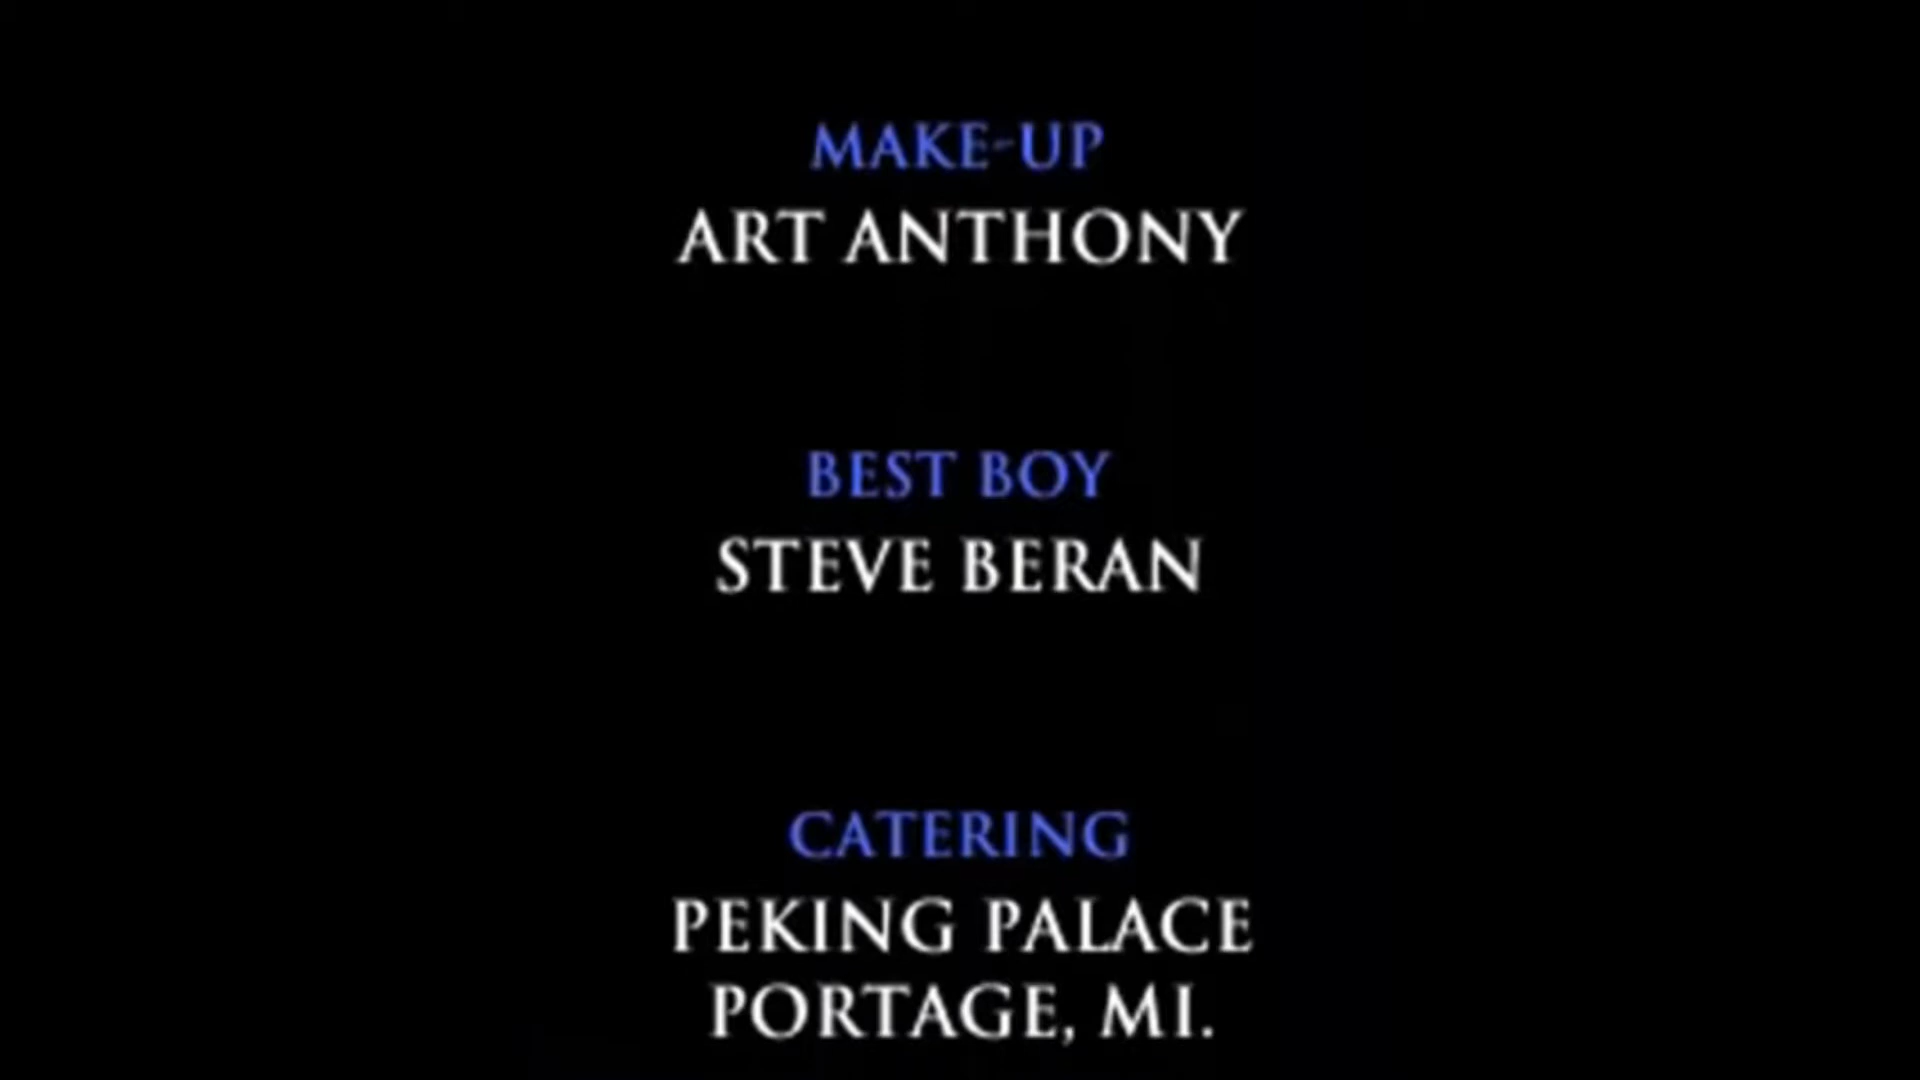 MAKE-UP
ART ANTHONY
BEST BOY
STEVE BERAN
CATERING
PEKING PALACE
PORTAGE, MI.